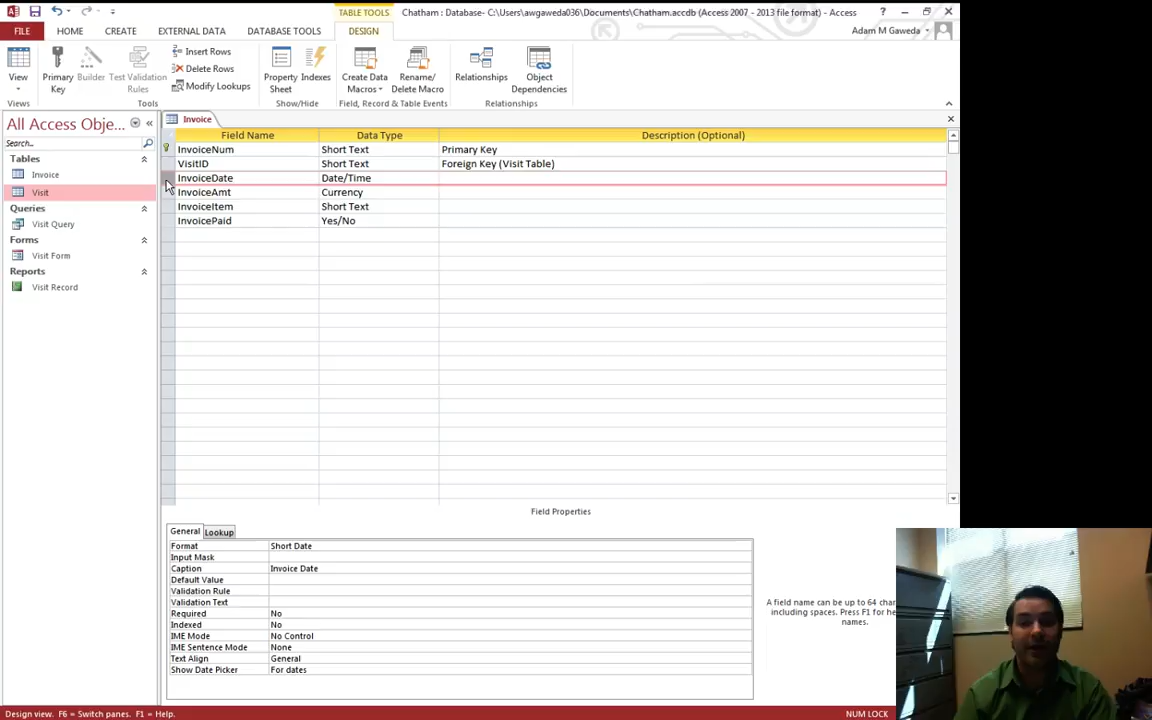 TABLE TOOLS
Chatham : Database- C:\Users\awgaweda036\Documents\Chatham.accdb (Access 2007 - 2013 file format) - Access
FILE HOME CREATE EXTERNAL DATA DATABASE TOOLS DESIGN
Adam M Gaweda
View
Primary Key
Builder
Test Validation Rules
Insert Rows
Delete Rows
Modify Lookups
Property Sheet
Indexes
Create Data Macros
Rename/ Delete Macro
Relationships
Object Dependencies
Views Tools Show/Hide Field, Record & Table Events Relationships
All Access Obje...
Search...
Tables
Invoice
Visit
Queries
Visit Query
Forms
Visit Form
Reports
Visit Record
Invoice
Field Name Data Type Description (Optional)
InvoiceNum Short Text Primary Key
VisitID Short Text Foreign Key (Visit Table)
InvoiceDate Date/Time
InvoiceAmt Currency
InvoiceItem Short Text
InvoicePaid Yes/No
Field Properties
General Lookup
Format Short Date
Input Mask
Caption Invoice Date
Default Value
Validation Rule
Validation Text
Required No
Indexed No
IME Mode No Control
IME Sentence Mode None
Text Align General
Show Date Picker For dates
A field name can be up to 64 cha
including spaces. Press F1 for he
names.
Design view. F6 = Switch panes. F1 = Help.
NUM LOCK